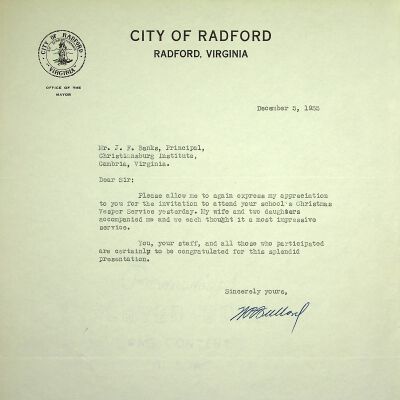 CITY OF RADFORD
RADFORD, VIRGINIA
CITY OF RADFORD
VIRGINIA
OFFICE OF THE
MAYOR
December 5, 1955
Mr. J. F. Banks, Principal,
Christiansburg Institute,
Cambria, Virginia.
Dear Sir:
Please allow me to again express my appreciation
to you for the invitation to attend your school's Christmas
Vesper Service yesterday. My wife and two daughters
accompanied me and we each thought it a most impressive
service.
You, your staff, and all those who participated
are certainly to be congratulated for this splendid
presentation.
Sincerely yours,